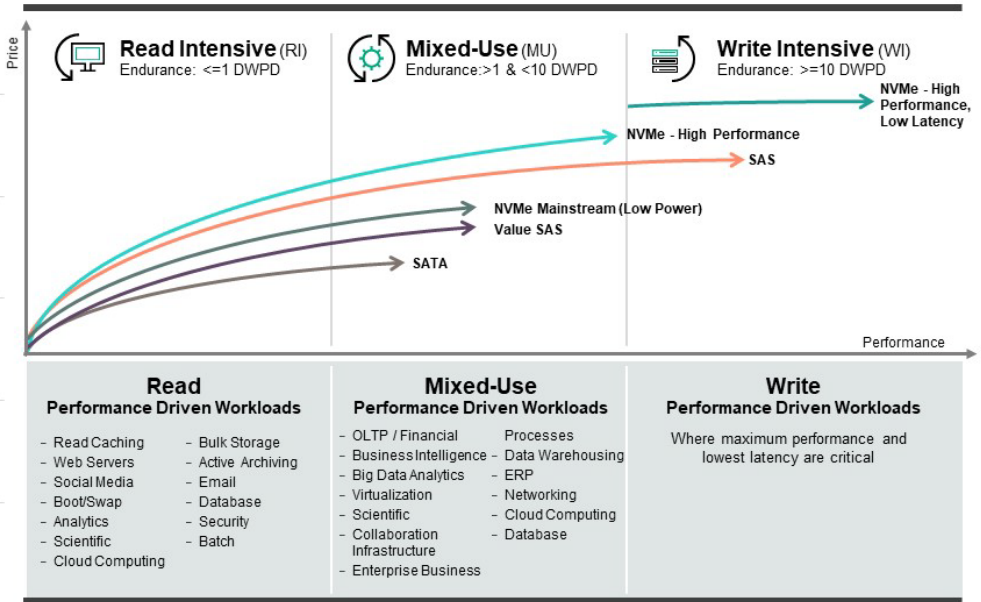 Price
Read Intensive (RI)
Endurance: <=1 DWPD
Mixed-Use (MU)
Endurance:>1 & <10 DWPD
Write Intensive (WI)
Endurance: >=10 DWPD
NVMe - High
Performance,
Low Latency
NVMe - High Performance
SAS
NVMe Mainstream (Low Power)
Value SAS
SATA
Performance
Read
Performance Driven Workloads
- Read Caching
- Web Servers
- Social Media
- Boot/Swap
- Analytics
- Scientific
- Cloud Computing
- Bulk Storage
- Active Archiving
- Email
- Database
- Security
- Batch
Mixed-Use
Performance Driven Workloads
- OLTP / Financial
- Business Intelligence
- Big Data Analytics
- Virtualization
- Scientific
- Collaboration
Infrastructure
- Enterprise Business
Processes
- Data Warehousing
- ERP
- Networking
- Cloud Computing
- Database
Write
Performance Driven Workloads
Where maximum performance and
lowest latency are critical